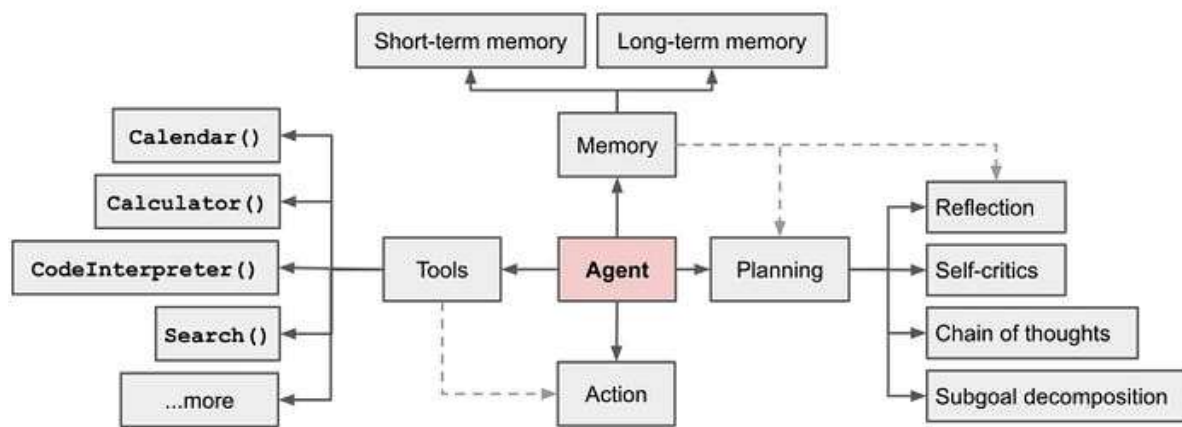 Short-term memory
Long-term memory
Memory
Calendar()
Calculator()
CodeInterpreter()
Search()
...more
Tools
Agent
Planning
Action
Reflection
Self-critics
Chain of thoughts
Subgoal decomposition